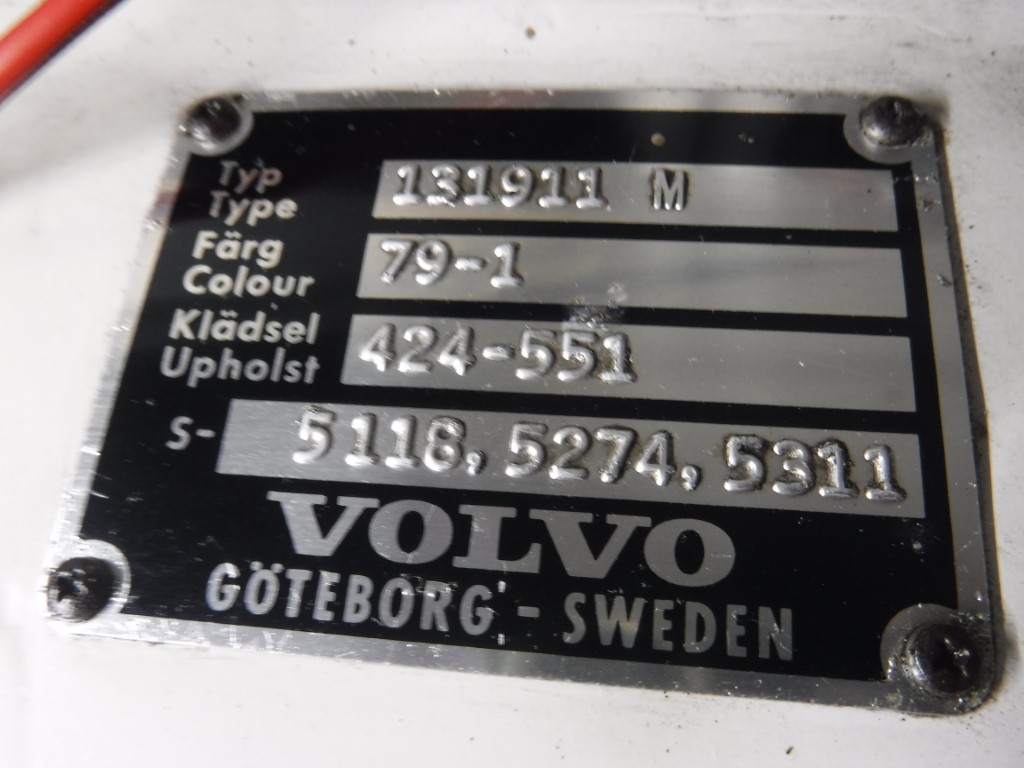 Typ
Type 131911 M
Färg
Colour 79-1
Klädsel
Upholst 424-551
S- 5118, 5274, 5311
VOLVO
GÖTEBORG - SWEDEN